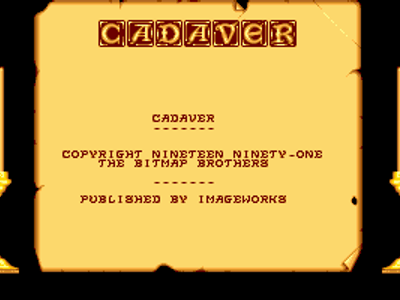 CADAVER
CADAVER
-------
COPYRIGHT NINETEEN NINETY-ONE
THE BITMAP BROTHERS
-------
PUBLISHED BY IMAGEWORKS